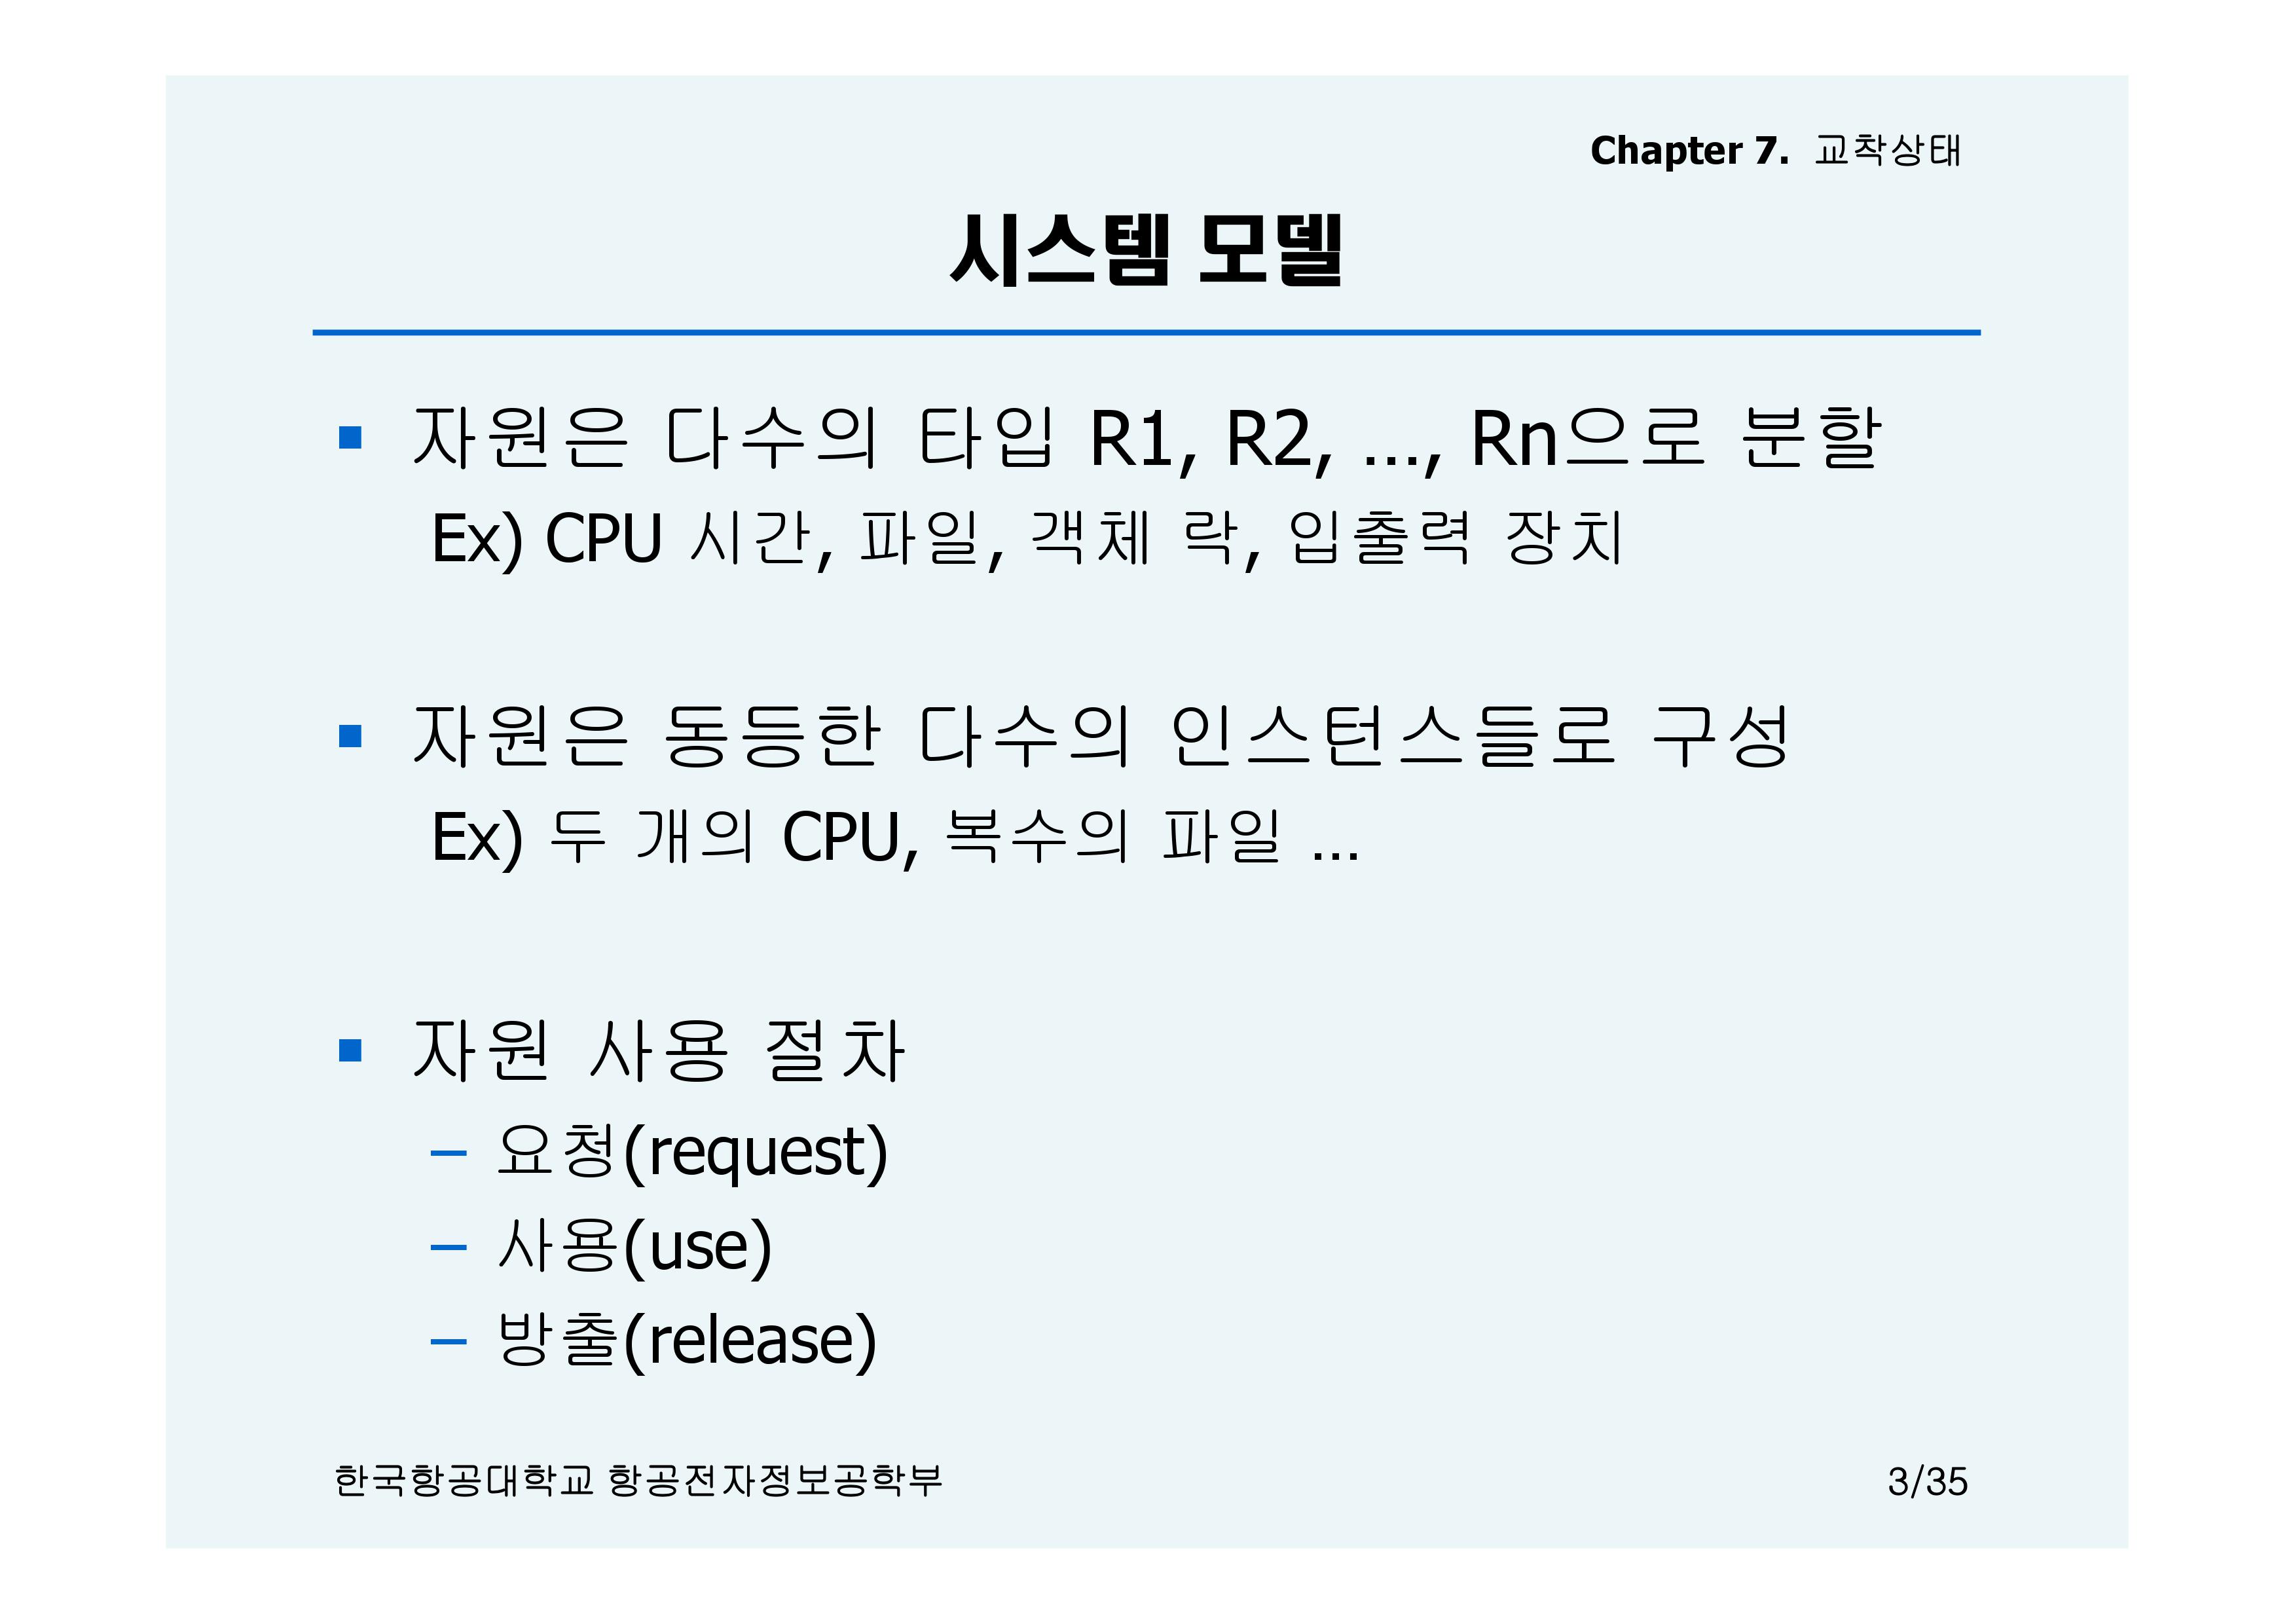 Chapter 7. 교착상태
시스템 모델
자원은 다수의 타입 R1, R2, ..., Rn으로 분할
Ex) CPU 시간, 파일, 객체 락, 입출력 장치
자원은 동등한 다수의 인스턴스들로 구성
Ex) 두 개의 CPU, 복수의 파일 ...
자원 사용 절차
– 요청(request)
– 사용(use)
– 방출(release)
한국항공대학교 항공전자정보공학부
3/35